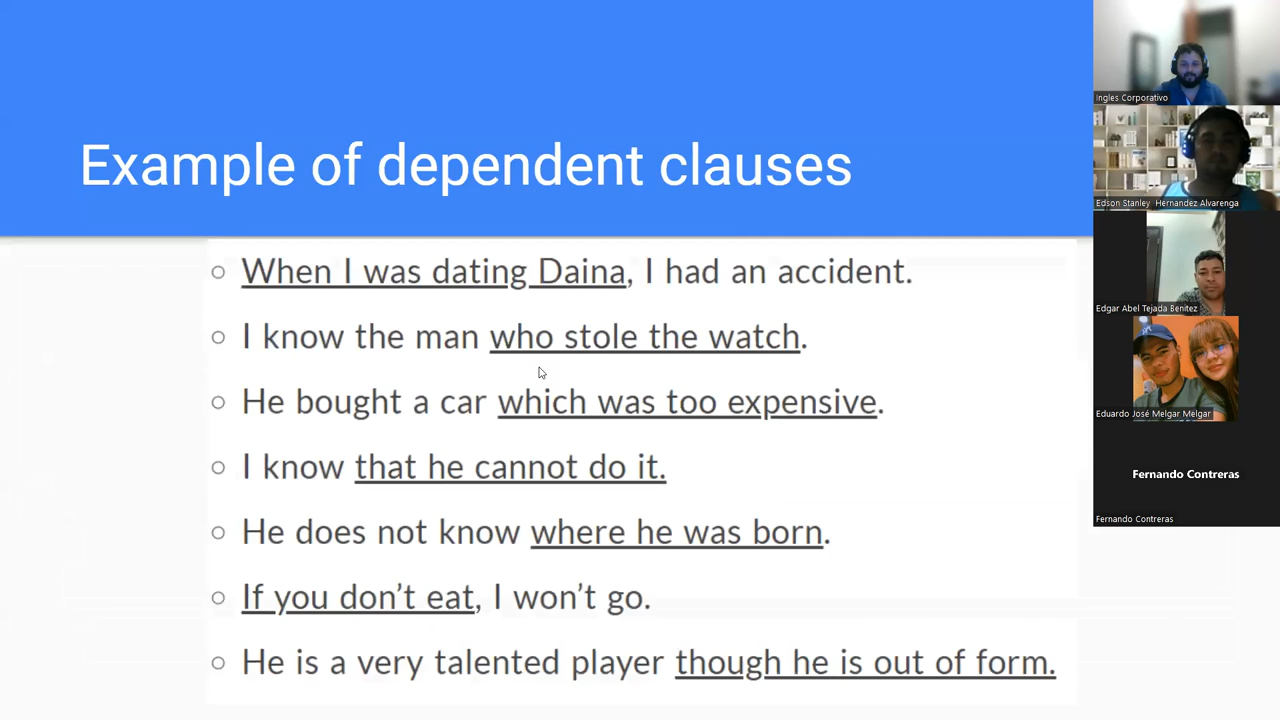 Example of dependent clauses
When I was dating Daina, I had an accident.
I know the man who stole the watch.
He bought a car which was too expensive.
I know that he cannot do it.
He does not know where he was born.
If you don't eat, I won't go.
He is a very talented player though he is out of form.
Ingles Corporativo
Edson Stanley Hernandez Alvarenga
Edgar Abel Tejada Benitez
Eduardo José Melgar Melgar
Fernando Contreras
Fernando Contreras